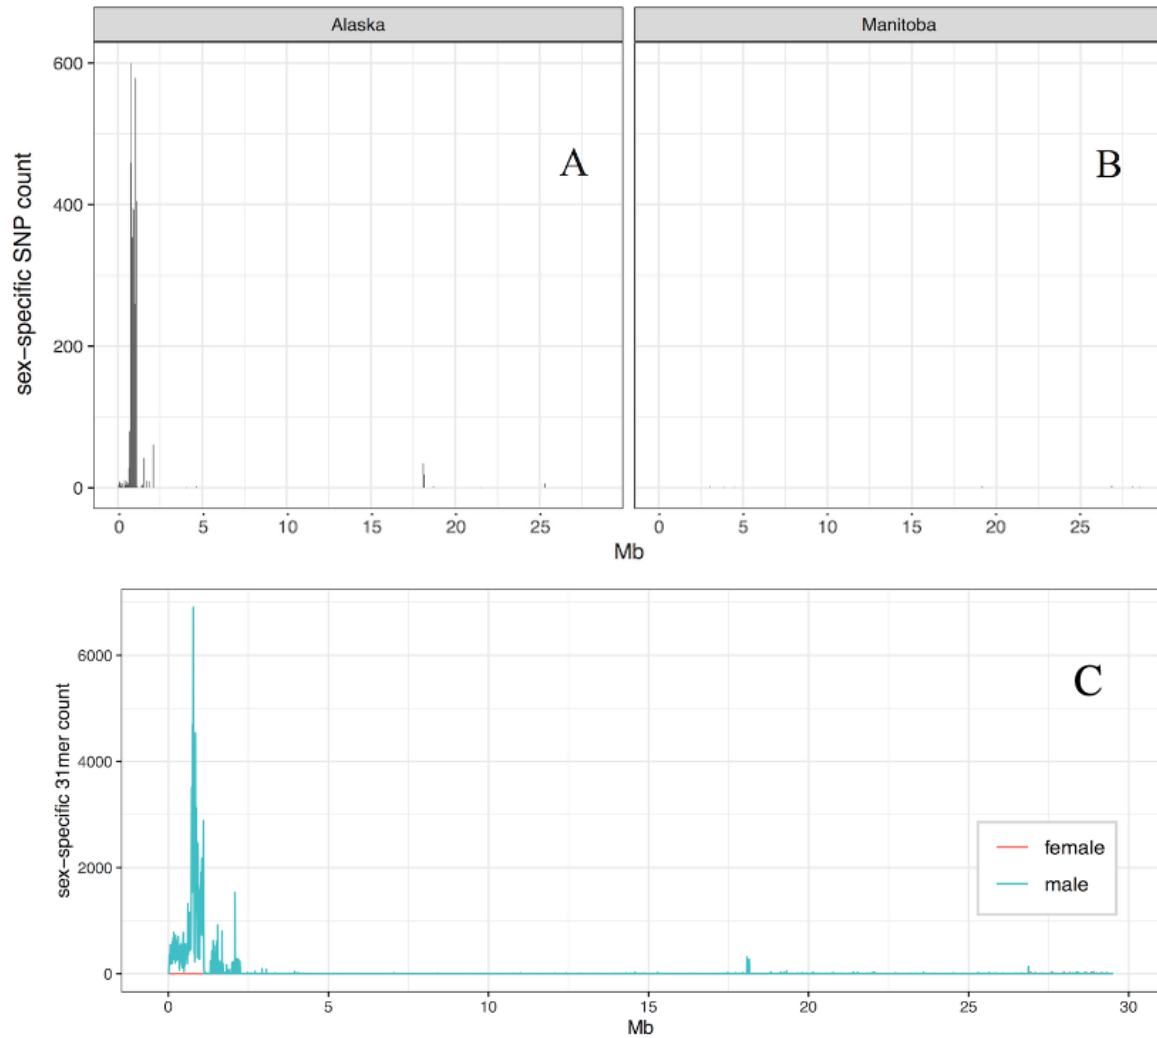 Alaska
Manitoba
sex-specific SNP count
600
400
200
0
A
B
0 5 10 15 20 25
0 5 10 15 20 25
Mb
sex-specific 31mer count
6000
4000
2000
0
C
female
male
0 5 10 15 20 25 30
Mb